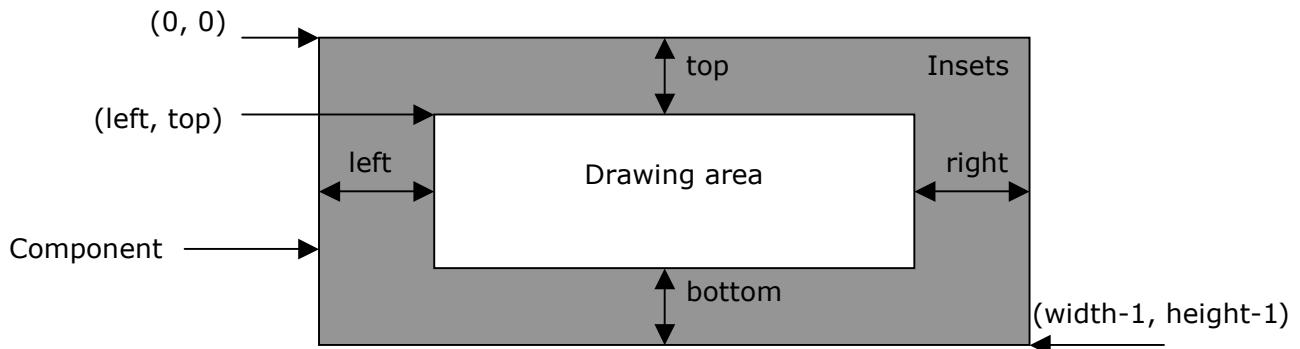 (0, 0)
top
Insets
(left, top)
left
Drawing area
right
Component
bottom
(width-1, height-1)